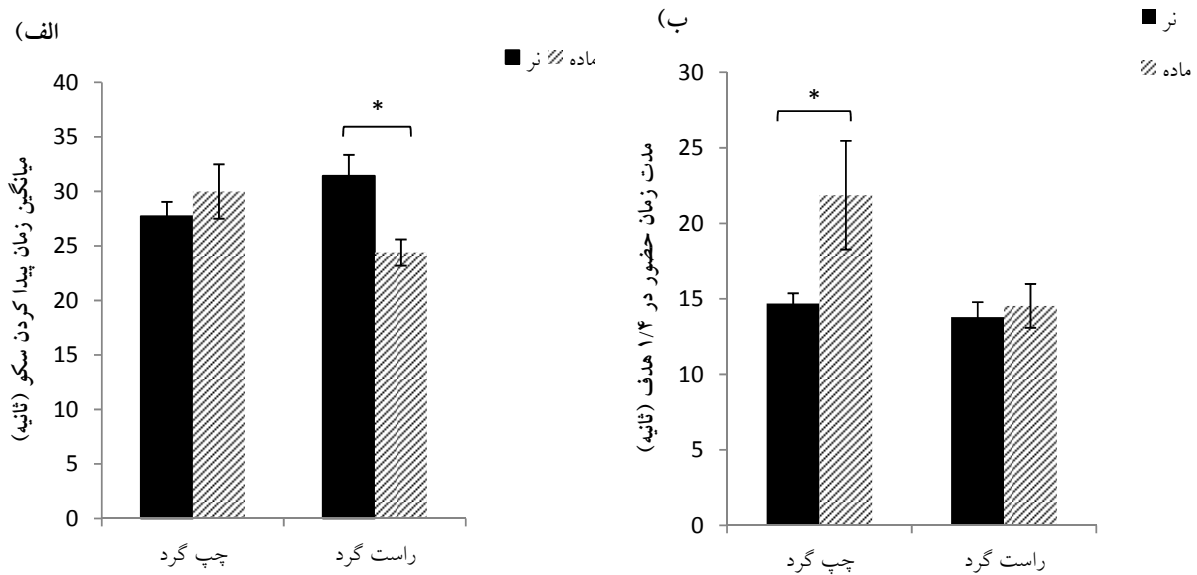 الف)
نر
ماده
میانگین زمان پیدا کردن سکو (ثانیه)
40
35
30
25
20
15
10
5
0
*
چپ گرد
راست گرد
ب)
نر
ماده
مدت زمان حضور در ۱/۴ هدف (ثانیه)
30
25
20
15
10
5
0
*
چپ گرد
راست گرد